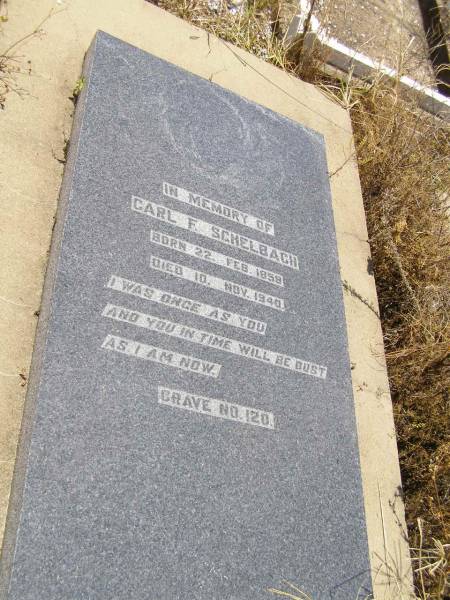 IN MEMORY OF
CARL F. SCHELBACH
BORN 22. FEB. 1859
DIED 10. NOV. 1940.
I WAS ONCE AS YOU
AND YOU IN TIME WILL BE DUST
AS. I AM NOW.
GRAVE NO. 120.